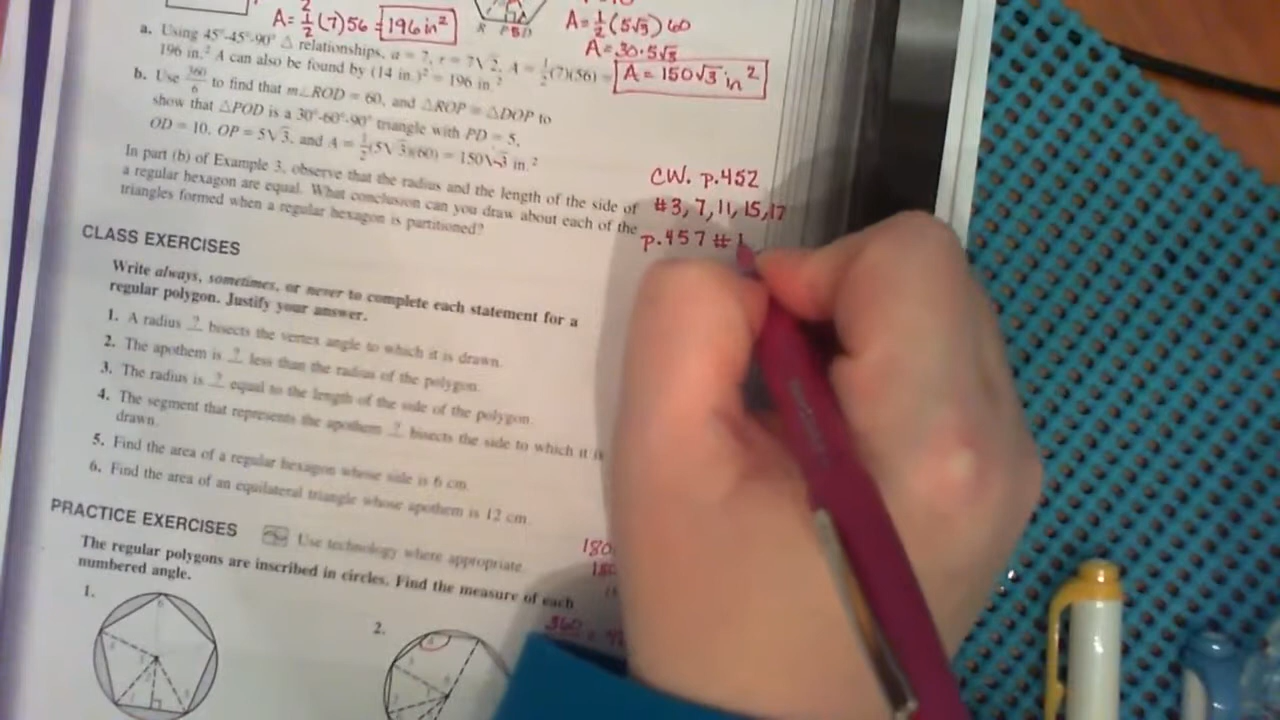 A = 1/2 (7) 56 = 196 in²
R P 5 D
A = 1/2 (5√3) 60
A = 30·5√3
A = 150√3 in²
a. Using 45°-45°-90° △ relationships, a = 7, r = 7√2, A = 1/2(7)(56) =
196 in.² A can also be found by (14 in.)² = 196 in.²
b. Use 360/6 to find that m∠ROD = 60, and △ROP ≅ △DOP to
show that △POD is a 30°-60°-90° triangle with PD = 5,
OD = 10, OP = 5√3, and A = 1/2(5√3)(60) = 150√3 in.²
In part (b) of Example 3, observe that the radius and the length of the side of
a regular hexagon are equal. What conclusion can you draw about each of the
triangles formed when a regular hexagon is partitioned?
CW. p.452
#3, 7, 11, 15, 17
p.457 # 1
CLASS EXERCISES
Write always, sometimes, or never to complete each statement for a
regular polygon. Justify your answer.
1. A radius ? bisects the vertex angle to which it is drawn.
2. The apothem is ? less than the radius of the polygon.
3. The radius is ? equal to the length of the side of the polygon.
4. The segment that represents the apothem ? bisects the side to which it is
drawn.
5. Find the area of a regular hexagon whose side is 6 cm.
6. Find the area of an equilateral triangle whose apothem is 12 cm.
PRACTICE EXERCISES
Use technology where appropriate.
The regular polygons are inscribed in circles. Find the measure of each
numbered angle.
180
1.
2.
360